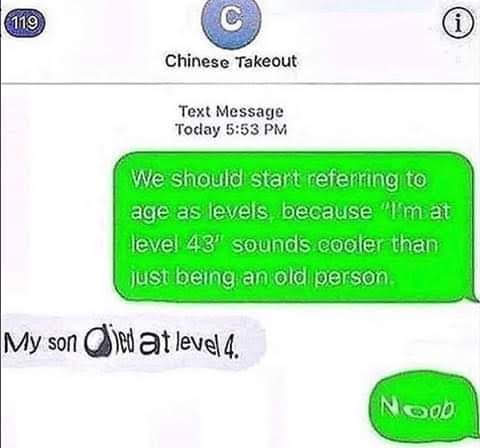 119
C
i
Chinese Takeout
Text Message
Today 5:53 PM
We should start referring to
age as levels, because "I'm at
level 43" sounds cooler than
just being an old person.
My son Died at level 4.
Noob